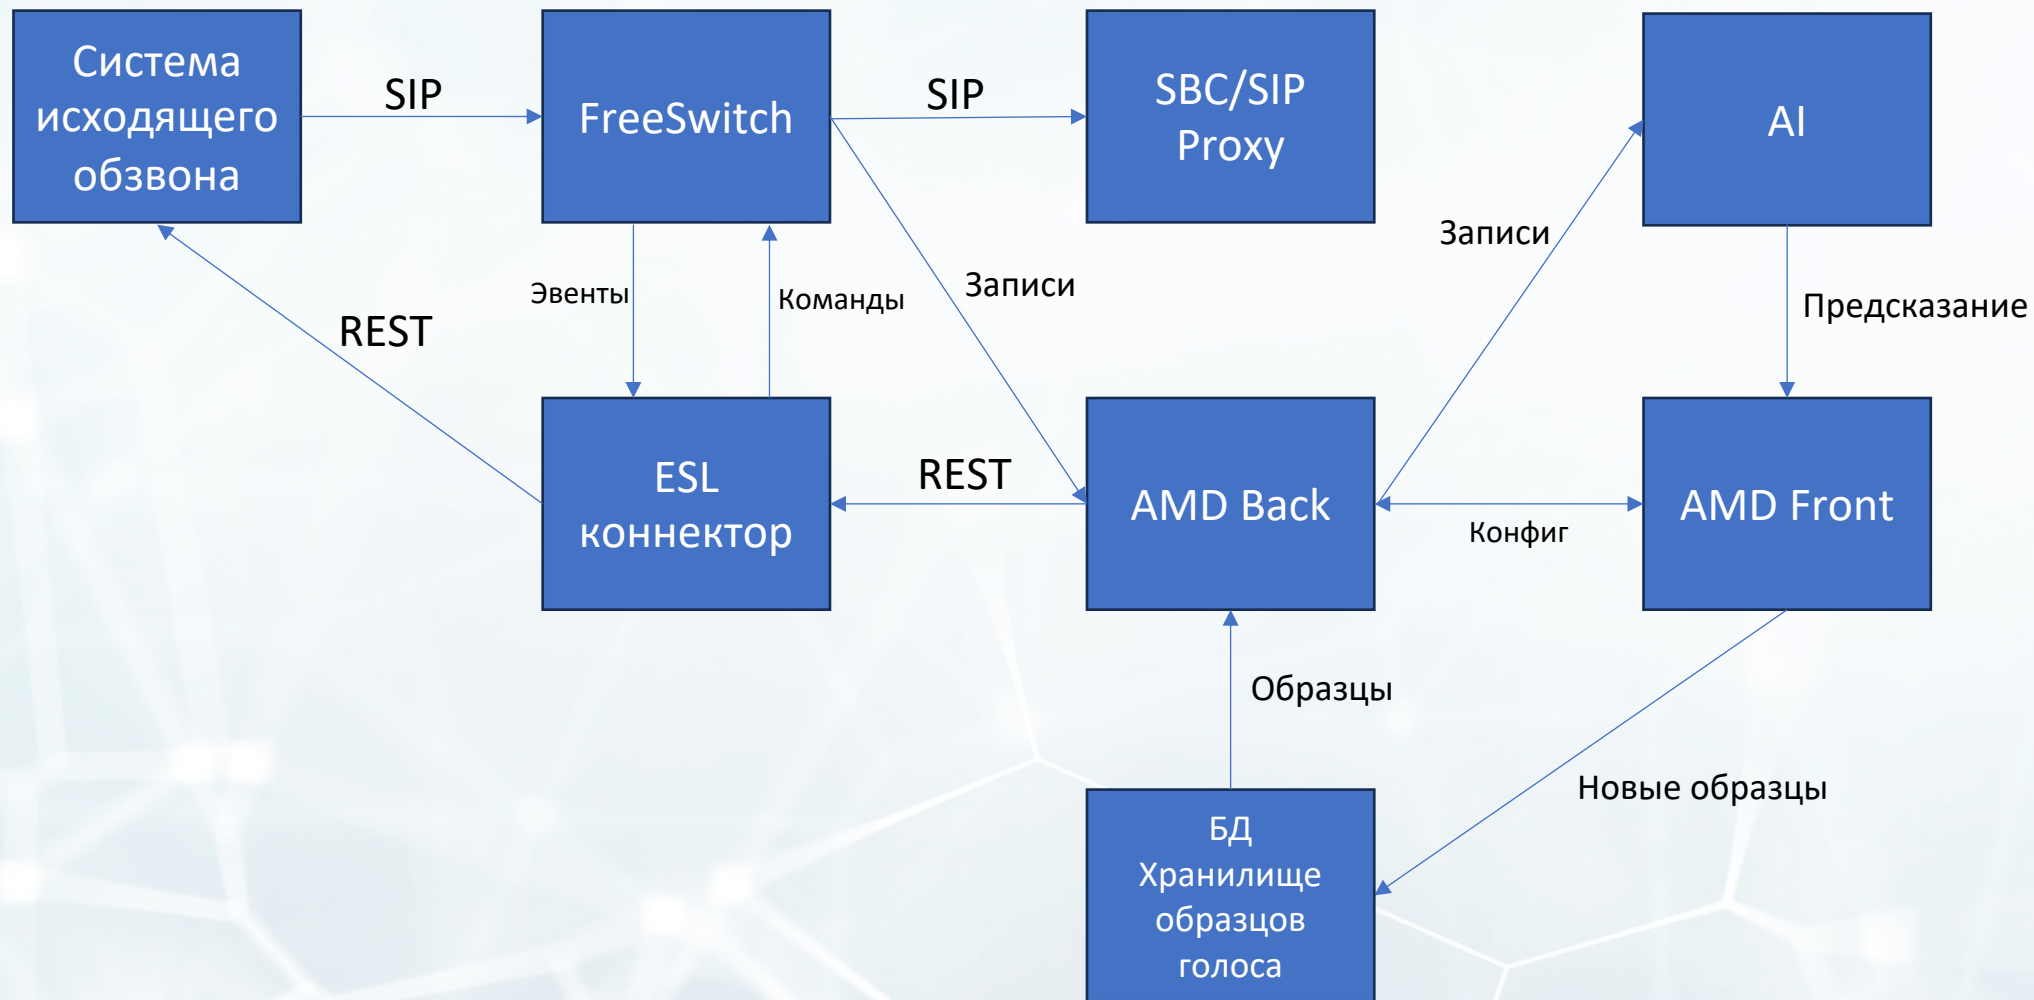 Система
исходящего
обзвона
SIP
FreeSwitch
SIP
SBC/SIP
Proxy
AI
REST
Эвенты
Команды
Записи
Записи
Предсказание
ESL
коннектор
REST
AMD Back
Конфиг
AMD Front
Образцы
Новые образцы
БД
Хранилище
образцов
голоса